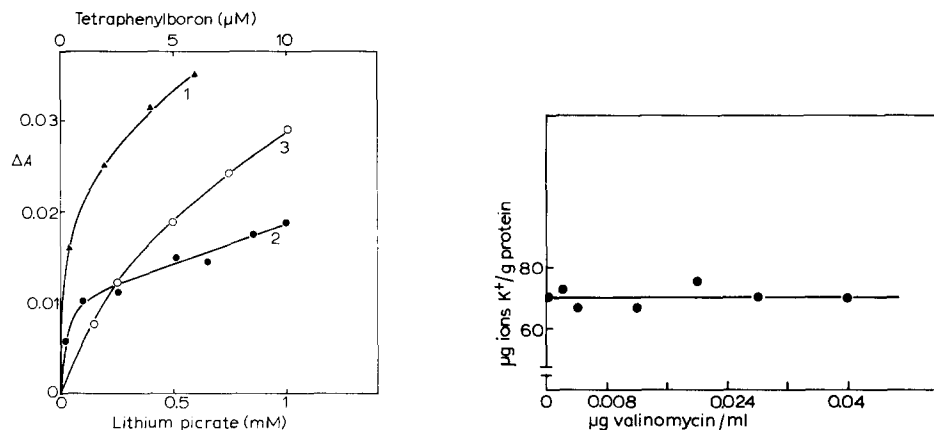 Tetraphenylboron (μM)
0 5 10
1
0.03
3
ΔA
0.02
2
0.01
0
0 0.5 1
Lithium picrate (mM)
μg ions K⁺/g protein
80
60
0 0.008 0.024 0.04
μg valinomycin/ml